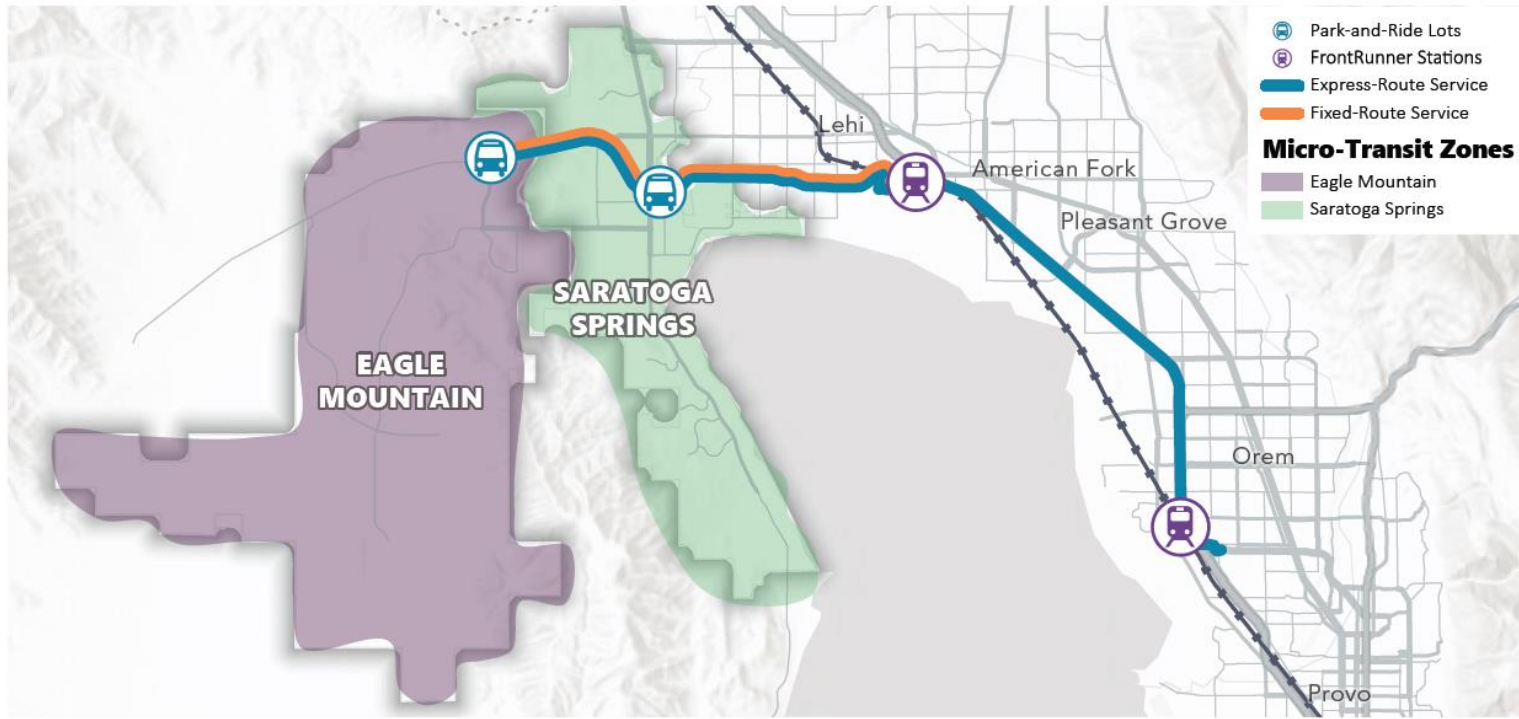 Park-and-Ride Lots
FrontRunner Stations
Express-Route Service
Fixed-Route Service
Micro-Transit Zones
Eagle Mountain
Saratoga Springs
Lehi
American Fork
Pleasant Grove
SARATOGA
SPRINGS
EAGLE
MOUNTAIN
Orem
Provo